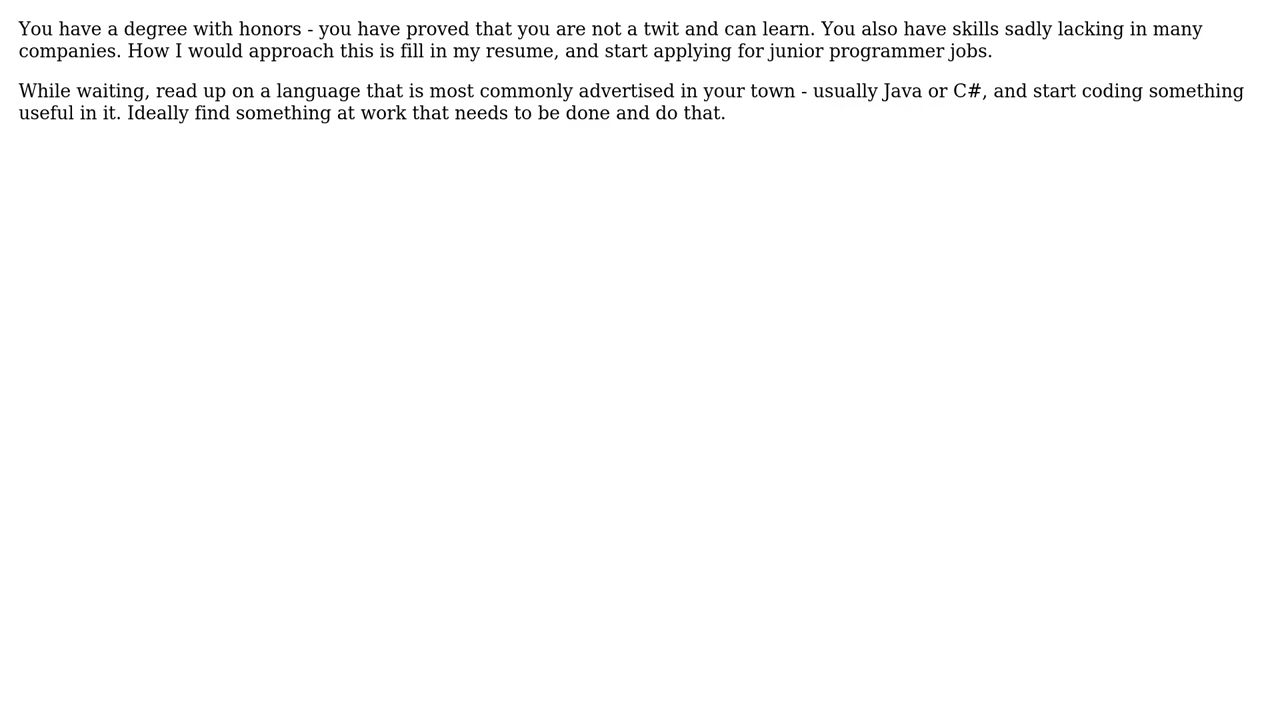 You have a degree with honors - you have proved that you are not a twit and can learn. You also have skills sadly lacking in many
companies. How I would approach this is fill in my resume, and start applying for junior programmer jobs.
While waiting, read up on a language that is most commonly advertised in your town - usually Java or C#, and start coding something
useful in it. Ideally find something at work that needs to be done and do that.